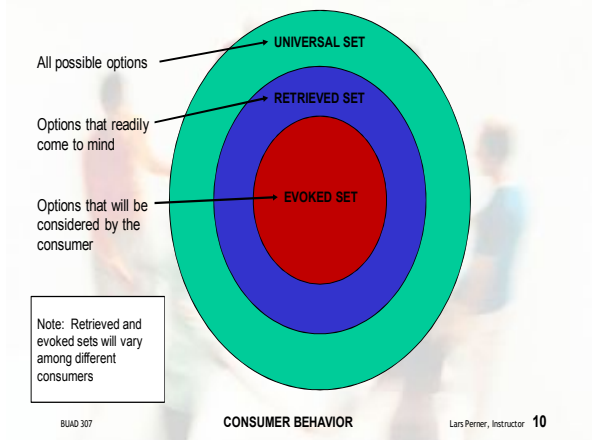 UNIVERSAL SET
All possible options
RETRIEVED SET
Options that readily
come to mind
EVOKED SET
Options that will be
considered by the
consumer
Note: Retrieved and
evoked sets will vary
among different
consumers
BUAD 307
CONSUMER BEHAVIOR
Lars Perner, Instructor 10